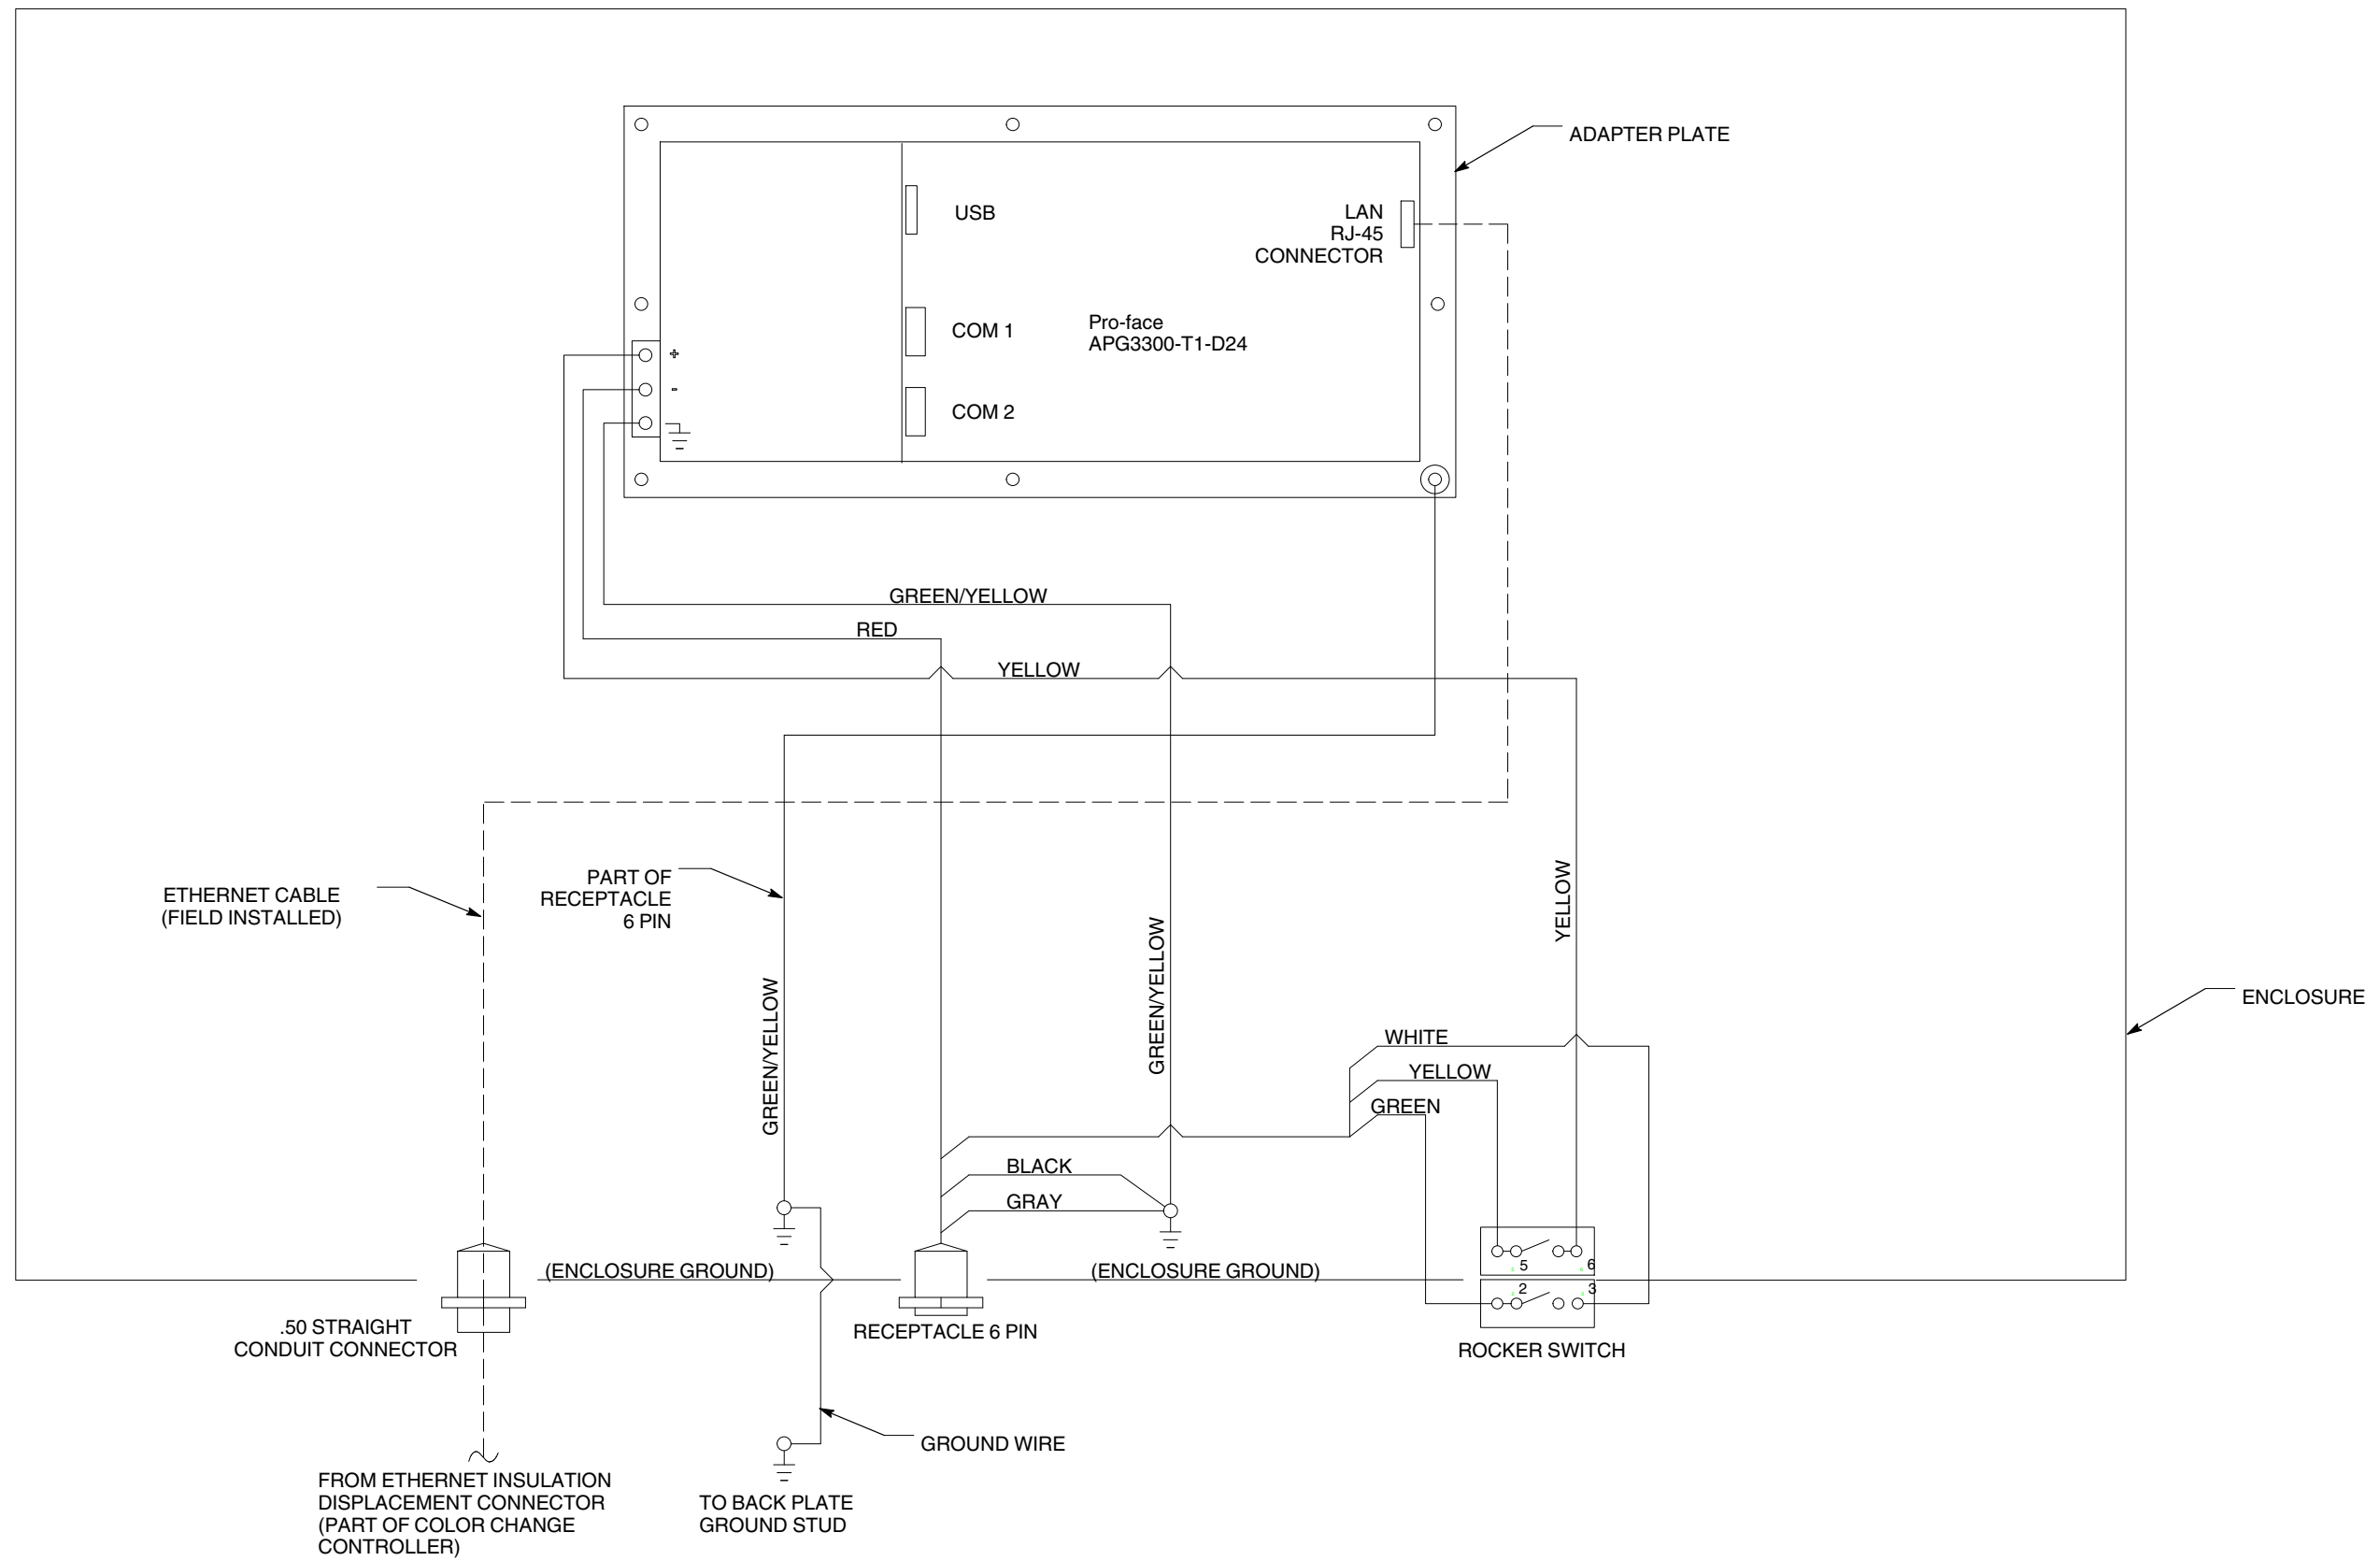 ADAPTER PLATE
USB
LAN
RJ-45
CONNECTOR
COM 1
Pro-face
APG3300-T1-D24
+
-
COM 2
GREEN/YELLOW
RED
YELLOW
ETHERNET CABLE
(FIELD INSTALLED)
PART OF
RECEPTACLE
6 PIN
GREEN/YELLOW
GREEN/YELLOW
YELLOW
ENCLOSURE
WHITE
YELLOW
GREEN
BLACK
GRAY
(ENCLOSURE GROUND)
(ENCLOSURE GROUND)
5 6
2 3
.50 STRAIGHT
CONDUIT CONNECTOR
RECEPTACLE 6 PIN
ROCKER SWITCH
GROUND WIRE
FROM ETHERNET INSULATION
DISPLACEMENT CONNECTOR
(PART OF COLOR CHANGE
CONTROLLER)
TO BACK PLATE
GROUND STUD